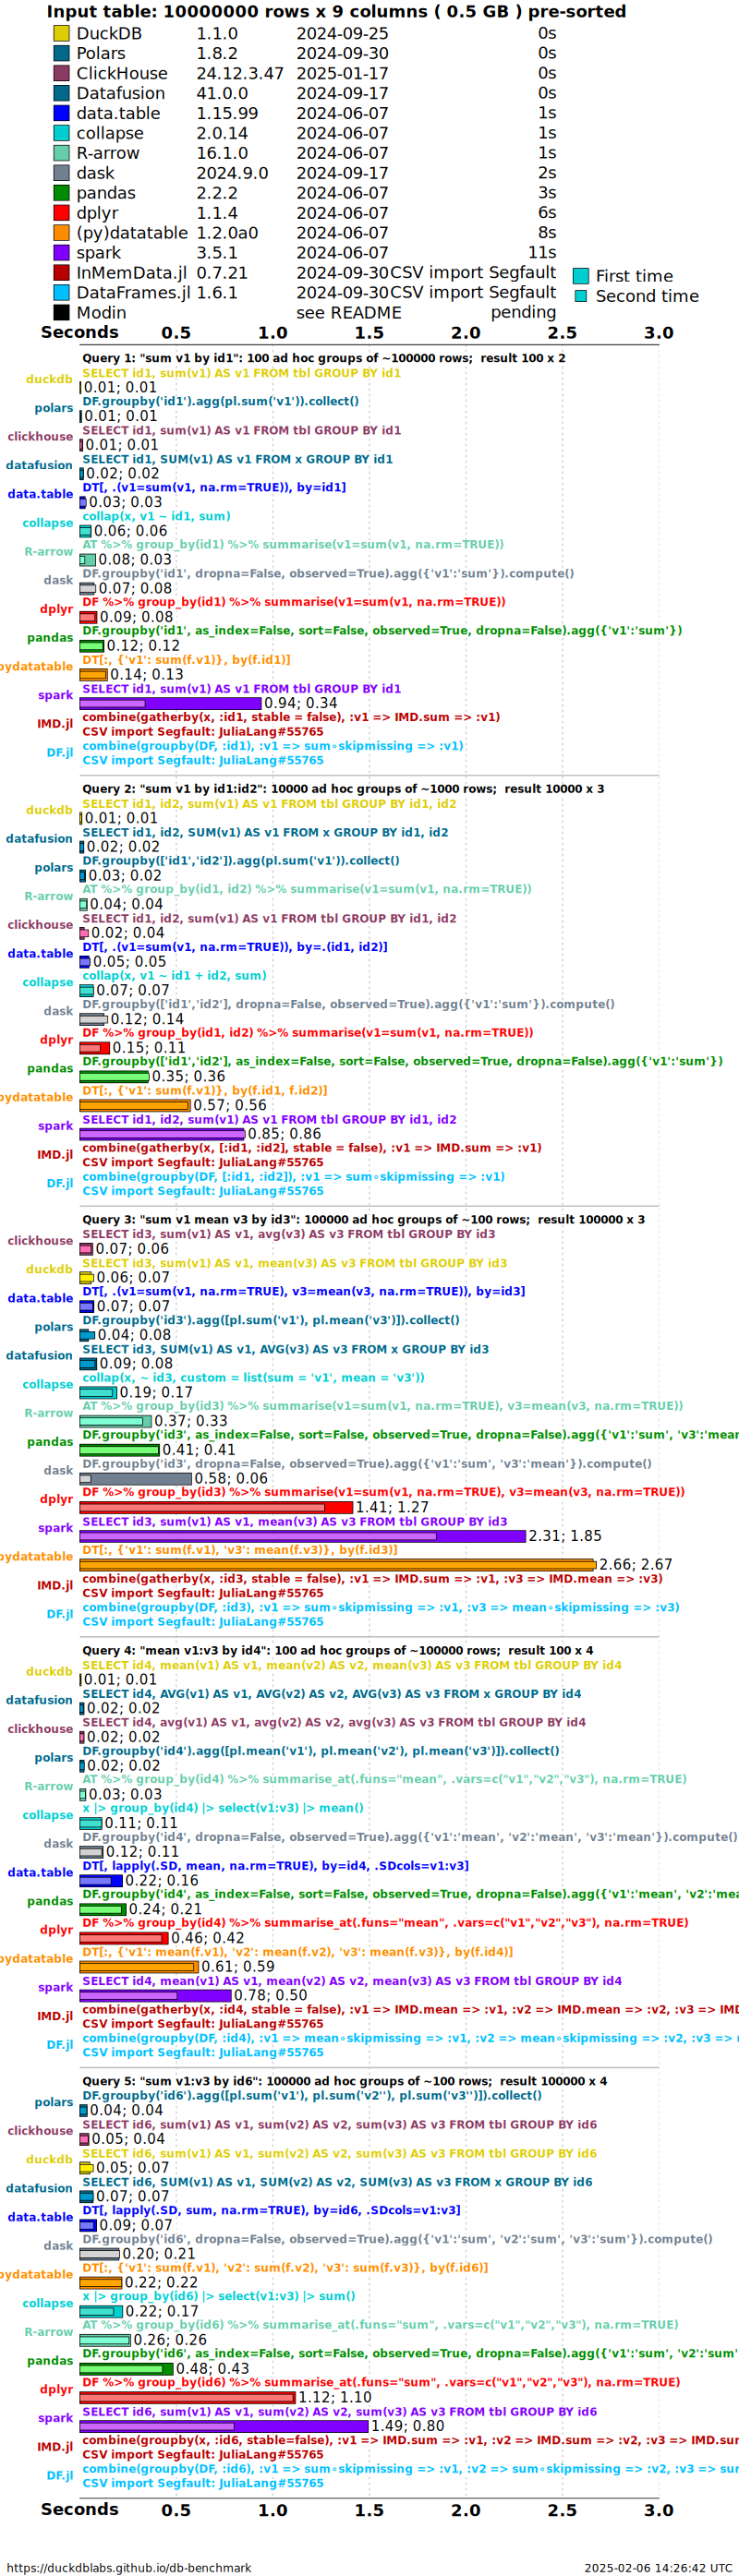 Input table: 10000000 rows x 9 columns ( 0.5 GB ) pre-sorted
DuckDB 1.1.0 2024-09-25 0s
Polars 1.8.2 2024-09-30 0s
ClickHouse 24.12.3.47 2025-01-17 0s
Datafusion 41.0.0 2024-09-17 0s
data.table 1.15.99 2024-06-07 1s
collapse 2.0.14 2024-06-07 1s
R-arrow 16.1.0 2024-06-07 1s
dask 2024.9.0 2024-09-17 2s
pandas 2.2.2 2024-06-07 3s
dplyr 1.1.4 2024-06-07 6s
(py)datatable 1.2.0a0 2024-06-07 8s
spark 3.5.1 2024-06-07 11s
InMemData.jl 0.7.21 2024-09-30 CSV import Segfault First time
DataFrames.jl 1.6.1 2024-09-30 CSV import Segfault Second time
Modin see README pending
Seconds 0.5 1.0 1.5 2.0 2.5 3.0
Query 1: "sum v1 by id1": 100 ad hoc groups of ~100000 rows; result 100 x 2
SELECT id1, sum(v1) AS v1 FROM tbl GROUP BY id1
duckdb 0.01; 0.01
DF.groupby('id1').agg(pl.sum('v1')).collect()
polars 0.01; 0.01
SELECT id1, sum(v1) AS v1 FROM tbl GROUP BY id1
clickhouse 0.01; 0.01
SELECT id1, SUM(v1) AS v1 FROM x GROUP BY id1
datafusion 0.02; 0.02
DT[, .(v1=sum(v1, na.rm=TRUE)), by=id1]
data.table 0.03; 0.03
collap(x, v1 ~ id1, sum)
collapse 0.06; 0.06
AT %>% group_by(id1) %>% summarise(v1=sum(v1, na.rm=TRUE))
R-arrow 0.08; 0.03
DF.groupby('id1', dropna=False, observed=True).agg({'v1':'sum'}).compute()
dask 0.07; 0.08
DF %>% group_by(id1) %>% summarise(v1=sum(v1, na.rm=TRUE))
dplyr 0.09; 0.08
DF.groupby('id1', as_index=False, sort=False, observed=True, dropna=False).agg({'v1':'sum'})
pandas 0.12; 0.12
DT[:, {'v1': sum(f.v1)}, by(f.id1)]
pydatatable 0.14; 0.13
SELECT id1, sum(v1) AS v1 FROM tbl GROUP BY id1
spark 0.94; 0.34
combine(gatherby(x, :id1, stable = false), :v1 => IMD.sum => :v1)
IMD.jl CSV import Segfault: JuliaLang#55765
combine(groupby(DF, :id1), :v1 => sum∘skipmissing => :v1)
DF.jl CSV import Segfault: JuliaLang#55765
Query 2: "sum v1 by id1:id2": 10000 ad hoc groups of ~1000 rows; result 10000 x 3
SELECT id1, id2, sum(v1) AS v1 FROM tbl GROUP BY id1, id2
duckdb 0.01; 0.01
SELECT id1, id2, SUM(v1) AS v1 FROM x GROUP BY id1, id2
datafusion 0.02; 0.02
DF.groupby(['id1','id2']).agg(pl.sum('v1')).collect()
polars 0.03; 0.02
AT %>% group_by(id1, id2) %>% summarise(v1=sum(v1, na.rm=TRUE))
R-arrow 0.04; 0.04
SELECT id1, id2, sum(v1) AS v1 FROM tbl GROUP BY id1, id2
clickhouse 0.02; 0.04
DT[, .(v1=sum(v1, na.rm=TRUE)), by=.(id1, id2)]
data.table 0.05; 0.05
collap(x, v1 ~ id1 + id2, sum)
collapse 0.07; 0.07
DF.groupby(['id1','id2'], dropna=False, observed=True).agg({'v1':'sum'}).compute()
dask 0.12; 0.14
DF %>% group_by(id1, id2) %>% summarise(v1=sum(v1, na.rm=TRUE))
dplyr 0.15; 0.11
DF.groupby(['id1','id2'], as_index=False, sort=False, observed=True, dropna=False).agg({'v1':'sum'})
pandas 0.35; 0.36
DT[:, {'v1': sum(f.v1)}, by(f.id1, f.id2)]
pydatatable 0.57; 0.56
SELECT id1, id2, sum(v1) AS v1 FROM tbl GROUP BY id1, id2
spark 0.85; 0.86
combine(gatherby(x, [:id1, :id2], stable = false), :v1 => IMD.sum => :v1)
IMD.jl CSV import Segfault: JuliaLang#55765
combine(groupby(DF, [:id1, :id2]), :v1 => sum∘skipmissing => :v1)
DF.jl CSV import Segfault: JuliaLang#55765
Query 3: "sum v1 mean v3 by id3": 100000 ad hoc groups of ~100 rows; result 100000 x 3
SELECT id3, sum(v1) AS v1, avg(v3) AS v3 FROM tbl GROUP BY id3
clickhouse 0.07; 0.06
SELECT id3, sum(v1) AS v1, mean(v3) AS v3 FROM tbl GROUP BY id3
duckdb 0.06; 0.07
DT[, .(v1=sum(v1, na.rm=TRUE), v3=mean(v3, na.rm=TRUE)), by=id3]
data.table 0.07; 0.07
DF.groupby('id3').agg([pl.sum('v1'), pl.mean('v3')]).collect()
polars 0.04; 0.08
SELECT id3, SUM(v1) AS v1, AVG(v3) AS v3 FROM x GROUP BY id3
datafusion 0.09; 0.08
collap(x, ~ id3, custom = list(sum = 'v1', mean = 'v3'))
collapse 0.19; 0.17
AT %>% group_by(id3) %>% summarise(v1=sum(v1, na.rm=TRUE), v3=mean(v3, na.rm=TRUE))
R-arrow 0.37; 0.33
DF.groupby('id3', as_index=False, sort=False, observed=True, dropna=False).agg({'v1':'sum', 'v3':'mean
pandas 0.41; 0.41
DF.groupby('id3', dropna=False, observed=True).agg({'v1':'sum', 'v3':'mean'}).compute()
dask 0.58; 0.06
DF %>% group_by(id3) %>% summarise(v1=sum(v1, na.rm=TRUE), v3=mean(v3, na.rm=TRUE))
dplyr 1.41; 1.27
SELECT id3, sum(v1) AS v1, mean(v3) AS v3 FROM tbl GROUP BY id3
spark 2.31; 1.85
DT[:, {'v1': sum(f.v1), 'v3': mean(f.v3)}, by(f.id3)]
pydatatable 2.66; 2.67
combine(gatherby(x, :id3, stable = false), :v1 => IMD.sum => :v1, :v3 => IMD.mean => :v3)
IMD.jl CSV import Segfault: JuliaLang#55765
combine(groupby(DF, :id3), :v1 => sum∘skipmissing => :v1, :v3 => mean∘skipmissing => :v3)
DF.jl CSV import Segfault: JuliaLang#55765
Query 4: "mean v1:v3 by id4": 100 ad hoc groups of ~100000 rows; result 100 x 4
SELECT id4, mean(v1) AS v1, mean(v2) AS v2, mean(v3) AS v3 FROM tbl GROUP BY id4
duckdb 0.01; 0.01
SELECT id4, AVG(v1) AS v1, AVG(v2) AS v2, AVG(v3) AS v3 FROM x GROUP BY id4
datafusion 0.02; 0.02
SELECT id4, avg(v1) AS v1, avg(v2) AS v2, avg(v3) AS v3 FROM tbl GROUP BY id4
clickhouse 0.02; 0.02
DF.groupby('id4').agg([pl.mean('v1'), pl.mean('v2'), pl.mean('v3')]).collect()
polars 0.02; 0.02
AT %>% group_by(id4) %>% summarise_at(.funs="mean", .vars=c("v1","v2","v3"), na.rm=TRUE)
R-arrow 0.03; 0.03
x |> group_by(id4) |> select(v1:v3) |> mean()
collapse 0.11; 0.11
DF.groupby('id4', dropna=False, observed=True).agg({'v1':'mean', 'v2':'mean', 'v3':'mean'}).compute()
dask 0.12; 0.11
DT[, lapply(.SD, mean, na.rm=TRUE), by=id4, .SDcols=v1:v3]
data.table 0.22; 0.16
DF.groupby('id4', as_index=False, sort=False, observed=True, dropna=False).agg({'v1':'mean', 'v2':'mea
pandas 0.24; 0.21
DF %>% group_by(id4) %>% summarise_at(.funs="mean", .vars=c("v1","v2","v3"), na.rm=TRUE)
dplyr 0.46; 0.42
DT[:, {'v1': mean(f.v1), 'v2': mean(f.v2), 'v3': mean(f.v3)}, by(f.id4)]
pydatatable 0.61; 0.59
SELECT id4, mean(v1) AS v1, mean(v2) AS v2, mean(v3) AS v3 FROM tbl GROUP BY id4
spark 0.78; 0.50
combine(gatherby(x, :id4, stable = false), :v1 => IMD.mean => :v1, :v2 => IMD.mean => :v2, :v3 => IMD
IMD.jl CSV import Segfault: JuliaLang#55765
combine(groupby(DF, :id4), :v1 => mean∘skipmissing => :v1, :v2 => mean∘skipmissing => :v2, :v3 =>
DF.jl CSV import Segfault: JuliaLang#55765
Query 5: "sum v1:v3 by id6": 100000 ad hoc groups of ~100 rows; result 100000 x 4
DF.groupby('id6').agg([pl.sum('v1'), pl.sum('v2''), pl.sum('v3'')]).collect()
polars 0.04; 0.04
SELECT id6, sum(v1) AS v1, sum(v2) AS v2, sum(v3) AS v3 FROM tbl GROUP BY id6
clickhouse 0.05; 0.04
SELECT id6, sum(v1) AS v1, sum(v2) AS v2, sum(v3) AS v3 FROM tbl GROUP BY id6
duckdb 0.05; 0.07
SELECT id6, SUM(v1) AS v1, SUM(v2) AS v2, SUM(v3) AS v3 FROM x GROUP BY id6
datafusion 0.07; 0.07
DT[, lapply(.SD, sum, na.rm=TRUE), by=id6, .SDcols=v1:v3]
data.table 0.09; 0.07
DF.groupby('id6', dropna=False, observed=True).agg({'v1':'sum', 'v2':'sum', 'v3':'sum'}).compute()
dask 0.20; 0.21
DT[:, {'v1': sum(f.v1), 'v2': sum(f.v2), 'v3': sum(f.v3)}, by(f.id6)]
pydatatable 0.22; 0.22
x |> group_by(id6) |> select(v1:v3) |> sum()
collapse 0.22; 0.17
AT %>% group_by(id6) %>% summarise_at(.funs="sum", .vars=c("v1","v2","v3"), na.rm=TRUE)
R-arrow 0.26; 0.26
DF.groupby('id6', as_index=False, sort=False, observed=True, dropna=False).agg({'v1':'sum', 'v2':'sum'
pandas 0.48; 0.43
DF %>% group_by(id6) %>% summarise_at(.funs="sum", .vars=c("v1","v2","v3"), na.rm=TRUE)
dplyr 1.12; 1.10
SELECT id6, sum(v1) AS v1, sum(v2) AS v2, sum(v3) AS v3 FROM tbl GROUP BY id6
spark 1.49; 0.80
combine(groupby(x, :id6, stable=false), :v1 => IMD.sum => :v1, :v2 => IMD.sum => :v2, :v3 => IMD.sum
IMD.jl CSV import Segfault: JuliaLang#55765
combine(groupby(DF, :id6), :v1 => sum∘skipmissing => :v1, :v2 => sum∘skipmissing => :v2, :v3 => sum
DF.jl CSV import Segfault: JuliaLang#55765
Seconds 0.5 1.0 1.5 2.0 2.5 3.0
https://duckdblabs.github.io/db-benchmark 2025-02-06 14:26:42 UTC